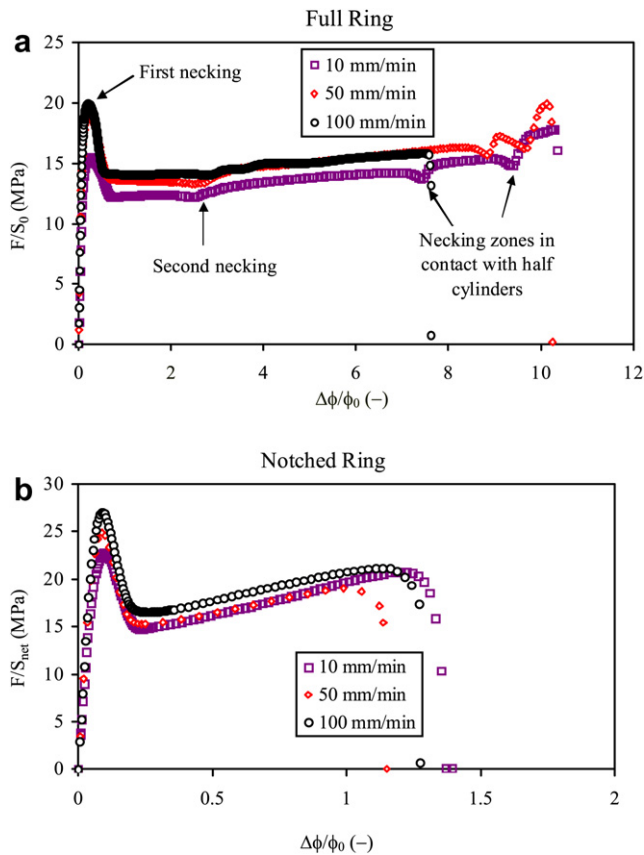 Full Ring
a
25
20
15
10
5
0
F/S0 (MPa)
First necking
10 mm/min
50 mm/min
100 mm/min
Second necking
Necking zones in
contact with half
cylinders
0 2 4 6 8 10 12
Δϕ/ϕ0 (−)
Notched Ring
b
30
25
20
15
10
5
0
F/Snet (MPa)
10 mm/min
50 mm/min
100 mm/min
0 0.5 1 1.5 2
Δϕ/ϕ0 (−)